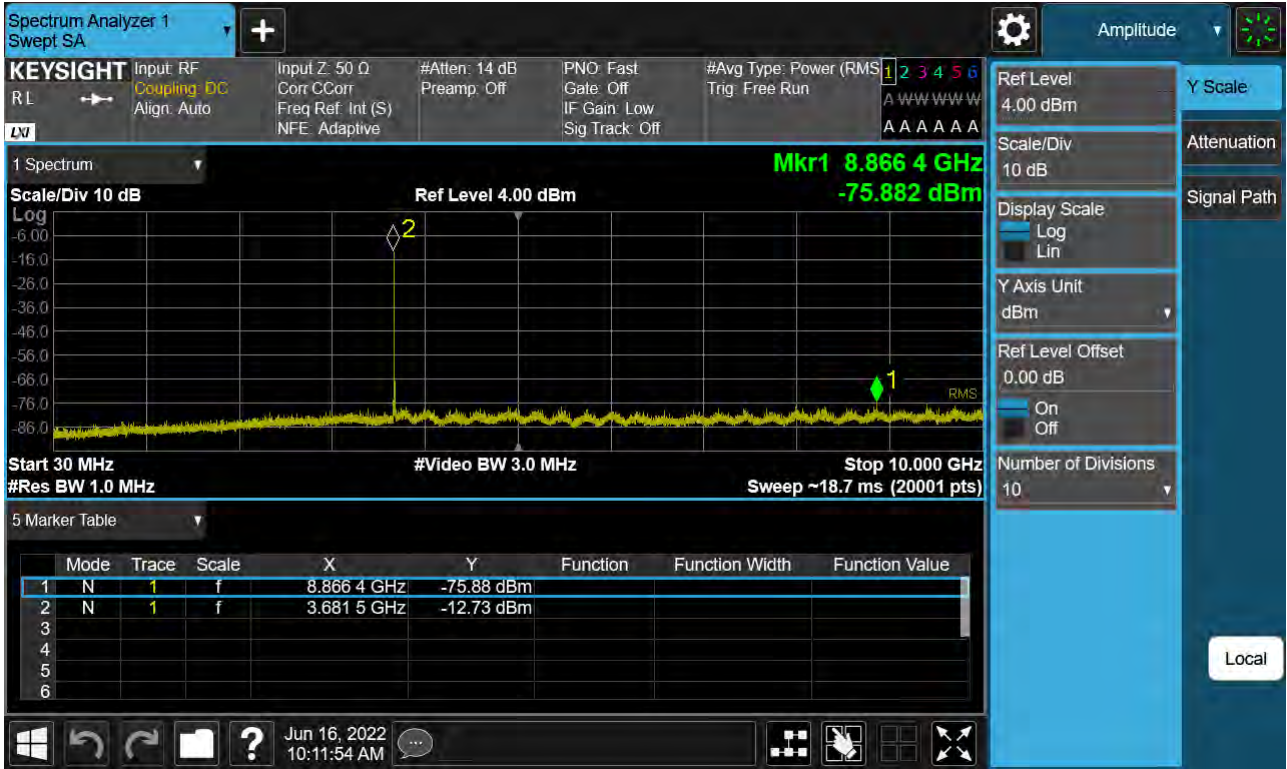 Spectrum Analyzer 1
Swept SA
Amplitude
KEYSIGHT
R L
LXI
Input: RF
Coupling: DC
Align: Auto
Input Z: 50 Ω
Corr CCorr
Freq Ref: Int (S)
NFE: Adaptive
#Atten: 14 dB
Preamp: Off
PNO: Fast
Gate: Off
IF Gain: Low
Sig Track: Off
#Avg Type: Power (RMS
Trig: Free Run
1 2 3 4 5 6
A W W W W W
A A A A A A
1 Spectrum
Mkr1 8.866 4 GHz
-75.882 dBm
Scale/Div 10 dB
Ref Level 4.00 dBm
Log
-6.00
-16.0
-26.0
-36.0
-46.0
-56.0
-66.0
-76.0
-86.0
2
1
RMS
Start 30 MHz
#Video BW 3.0 MHz
Stop 10.000 GHz
#Res BW 1.0 MHz
Sweep ~18.7 ms (20001 pts)
5 Marker Table
Mode Trace Scale X Y Function Function Width Function Value
1 N 1 f 8.866 4 GHz -75.88 dBm
2 N 1 f 3.681 5 GHz -12.73 dBm
3
4
5
6
Ref Level
4.00 dBm
Scale/Div
10 dB
Display Scale
Log
Lin
Y Axis Unit
dBm
Ref Level Offset
0.00 dB
On
Off
Number of Divisions
10
Y Scale
Attenuation
Signal Path
Local
?
Jun 16, 2022
10:11:54 AM